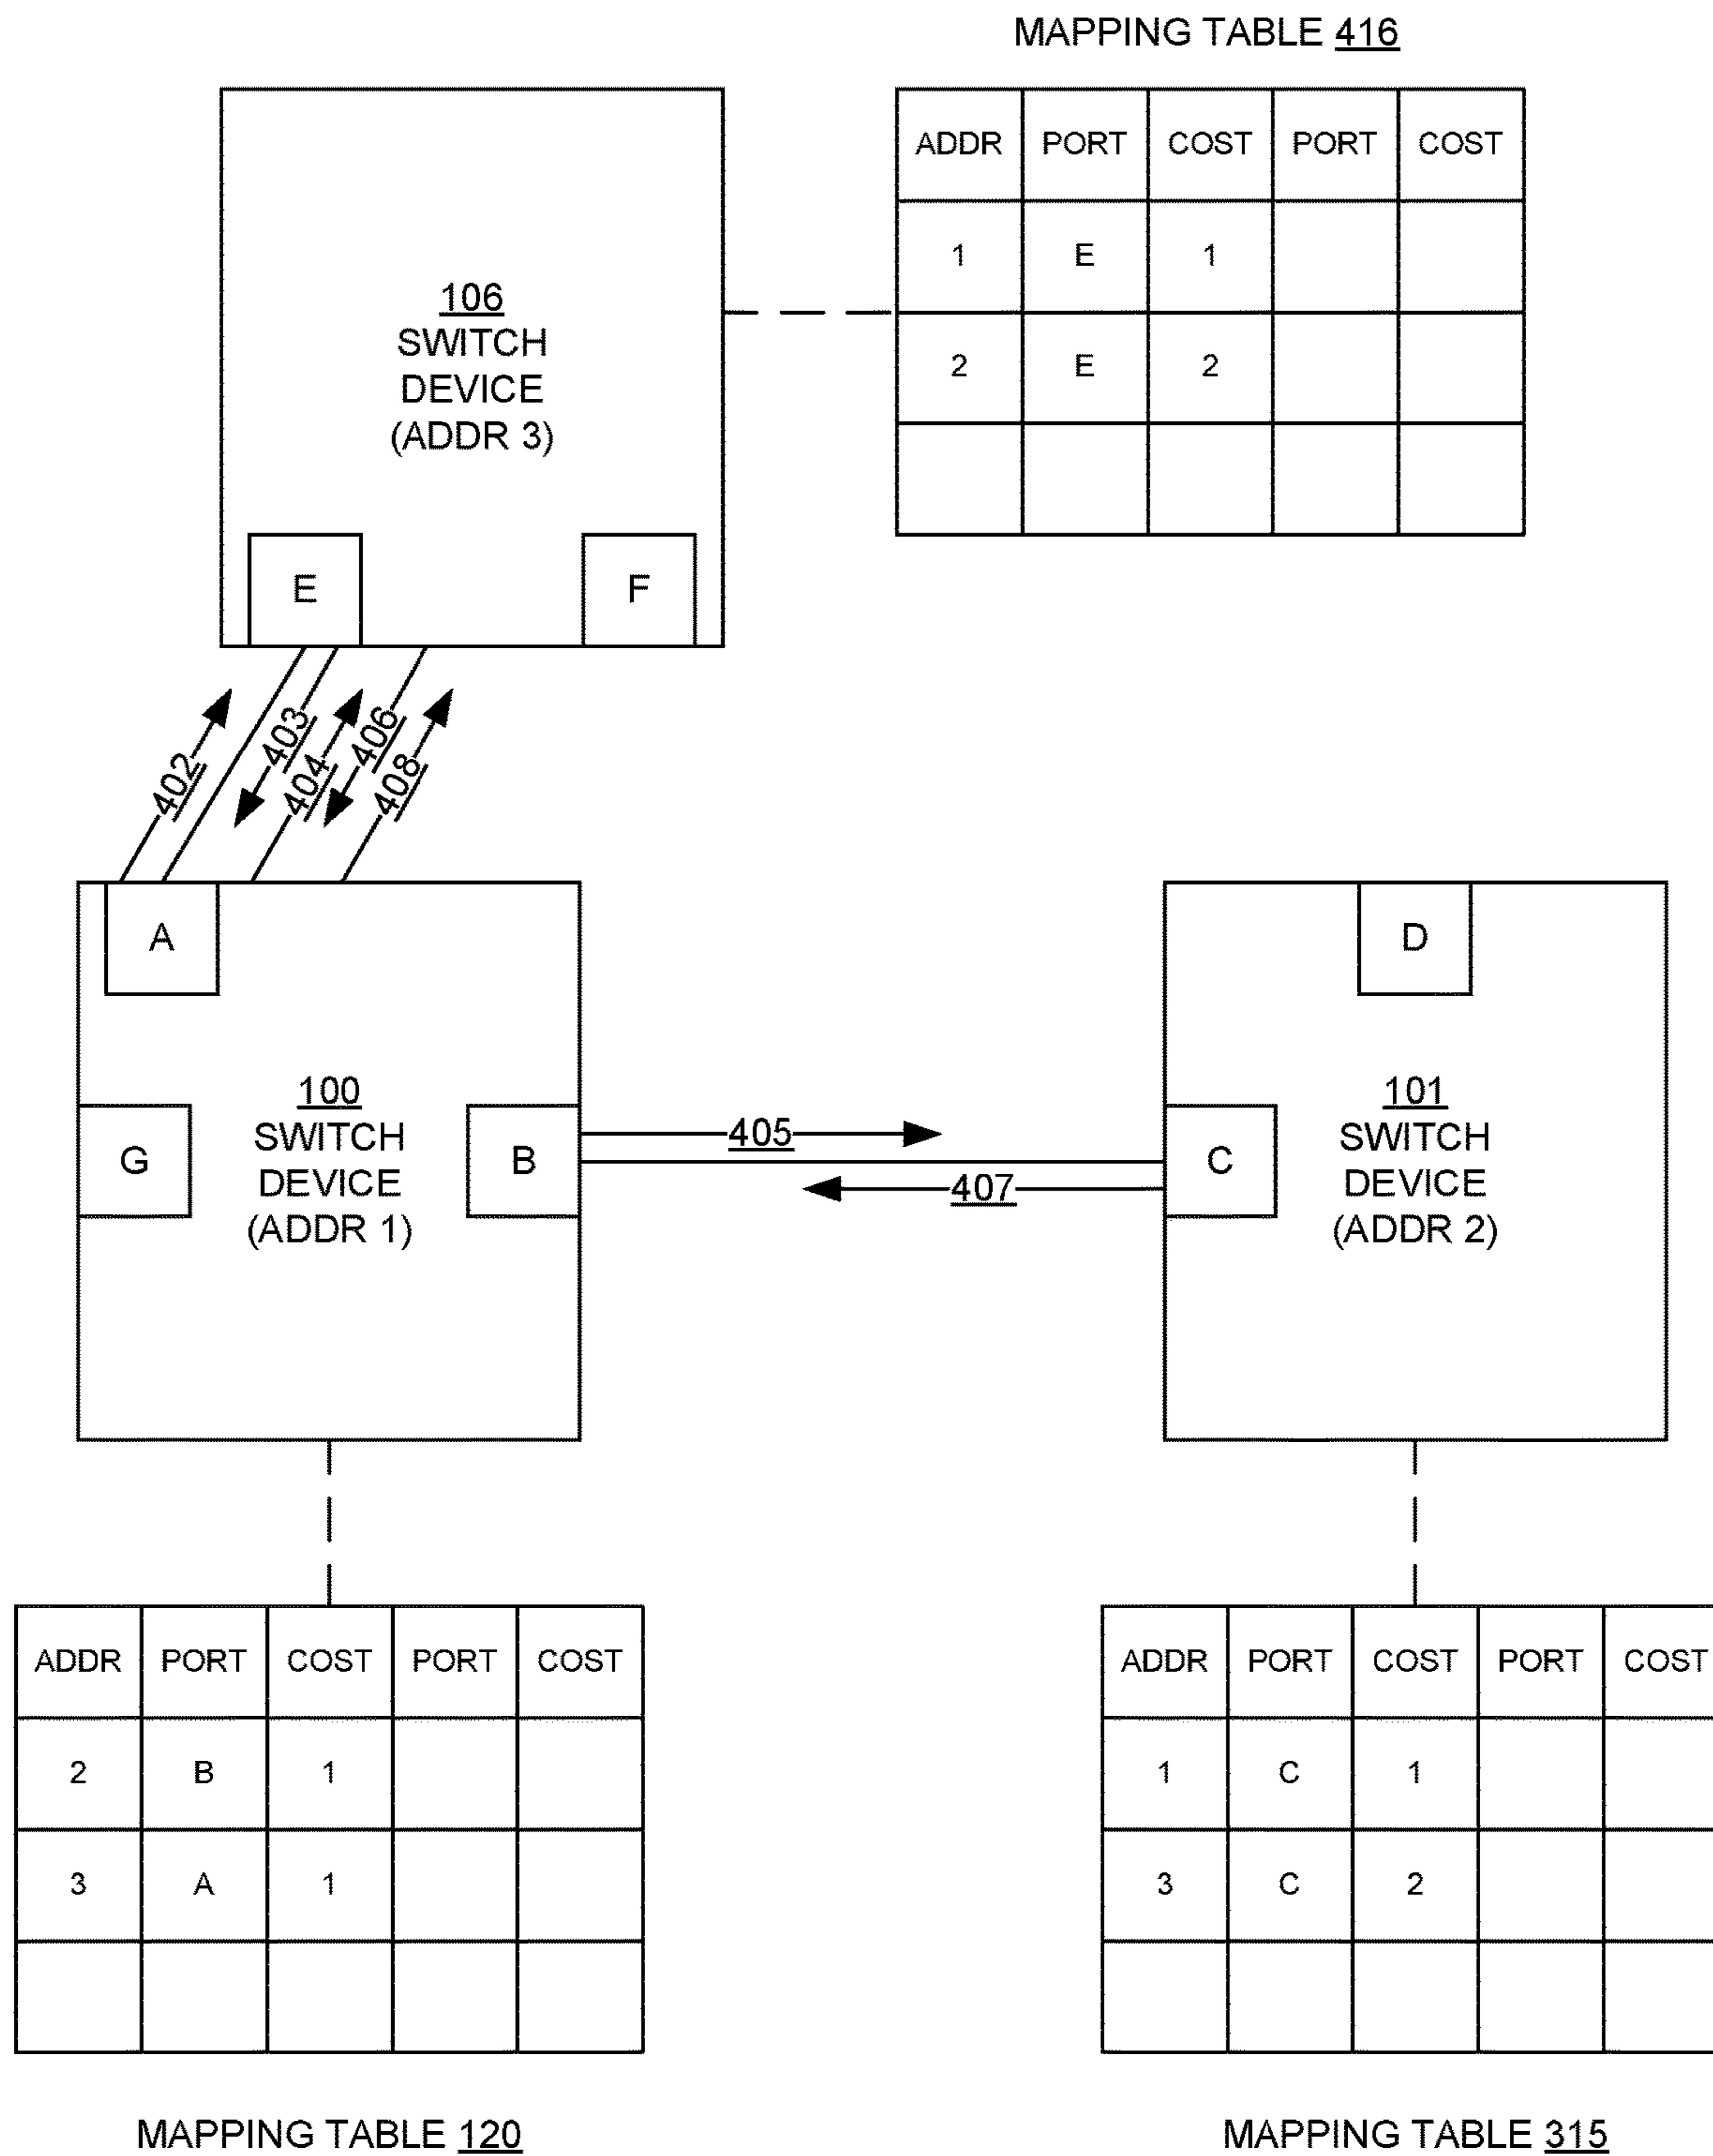 MAPPING TABLE 416
ADDR PORT COST PORT COST
1 E 1
2 E 2
106
SWITCH
DEVICE
(ADDR 3)
E
F
402
403
404
406
408
A
G
100
SWITCH
DEVICE
(ADDR 1)
B
405
407
D
C
101
SWITCH
DEVICE
(ADDR 2)
ADDR PORT COST PORT COST
2 B 1
3 A 1
MAPPING TABLE 120
ADDR PORT COST PORT COST
1 C 1
3 C 2
MAPPING TABLE 315